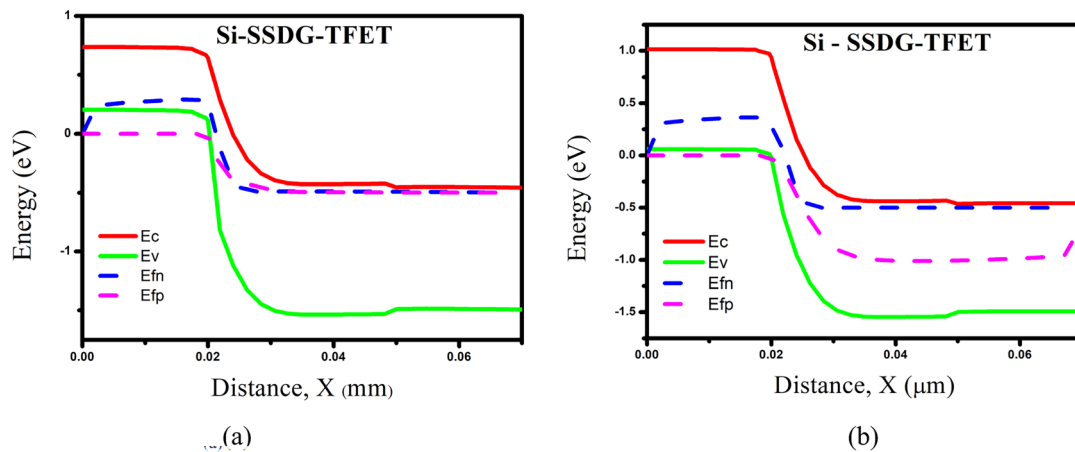 (a)
(b)
Si-SSDG-TFET
Si - SSDG-TFET
Energy (eV)
1
0
-1
Ec
Ev
Efn
Efp
0.00
0.02
0.04
0.06
Distance, X (mm)
(a)
Energy (eV)
1.0
0.5
0.0
-0.5
-1.0
-1.5
Ec
Ev
Efn
Efp
0.00
0.02
0.04
0.06
Distance, X (μm)
(b)